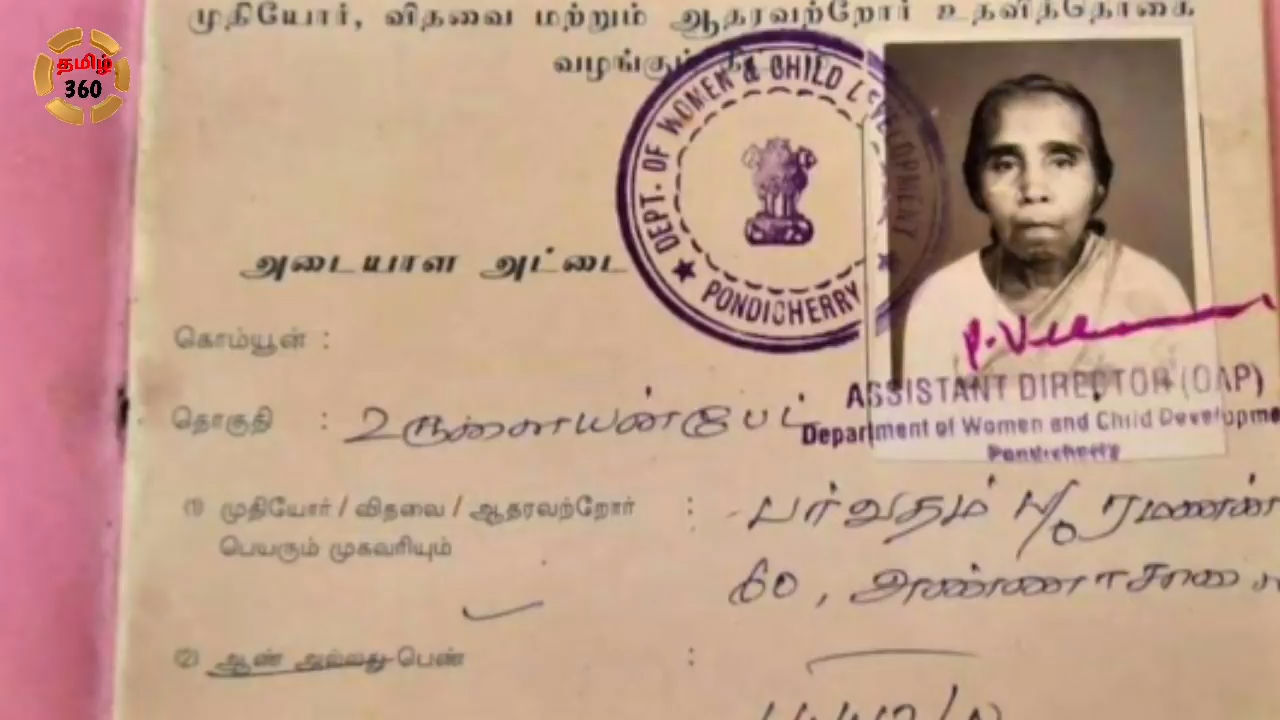 தமிழ்
360
முதியோர், விதவை மற்றும் ஆதரவற்றோர் உதவித்தொகை
வழங்கும்
DEPT. OF WOMEN & CHILD DEVELOPMENT
PONDICHERRY
அடையாள அட்டை
P.
கொம்யூன் :
ASSISTANT DIRECTOR (OAP)
தொகுதி : உருளையன்பேட்
Department of Women and Child Developme
Pondicherry
(1) முதியோர் / விதவை / ஆதரவற்றோர் : பர்வதம் W/o ரமணன்
பெயரும் முகவரியும் 60, அண்ணாசாலை
(2) ஆண் அல்லது பெண் :